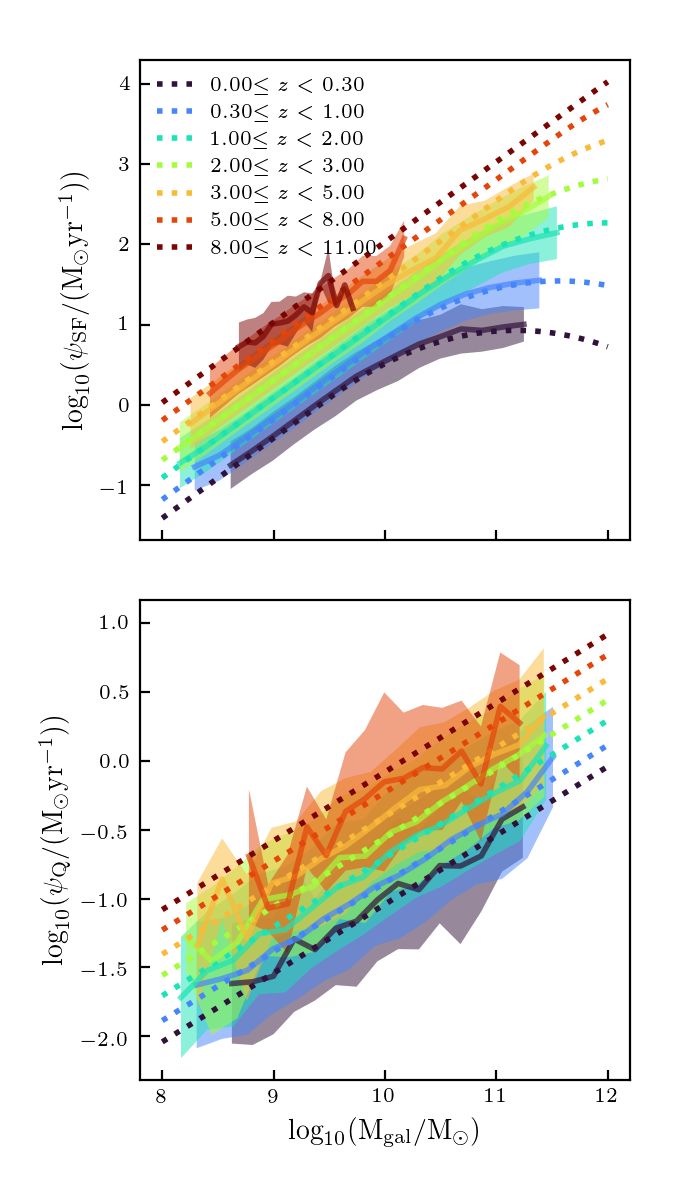 log₁₀(ψ_SF/(M⊙yr⁻¹))
4
3
2
1
0
−1
0.00≤ z < 0.30
0.30≤ z < 1.00
1.00≤ z < 2.00
2.00≤ z < 3.00
3.00≤ z < 5.00
5.00≤ z < 8.00
8.00≤ z < 11.00
log₁₀(ψ_Q/(M⊙yr⁻¹))
1.0
0.5
0.0
−0.5
−1.0
−1.5
−2.0
8 9 10 11 12
log₁₀(M_gal/M⊙)